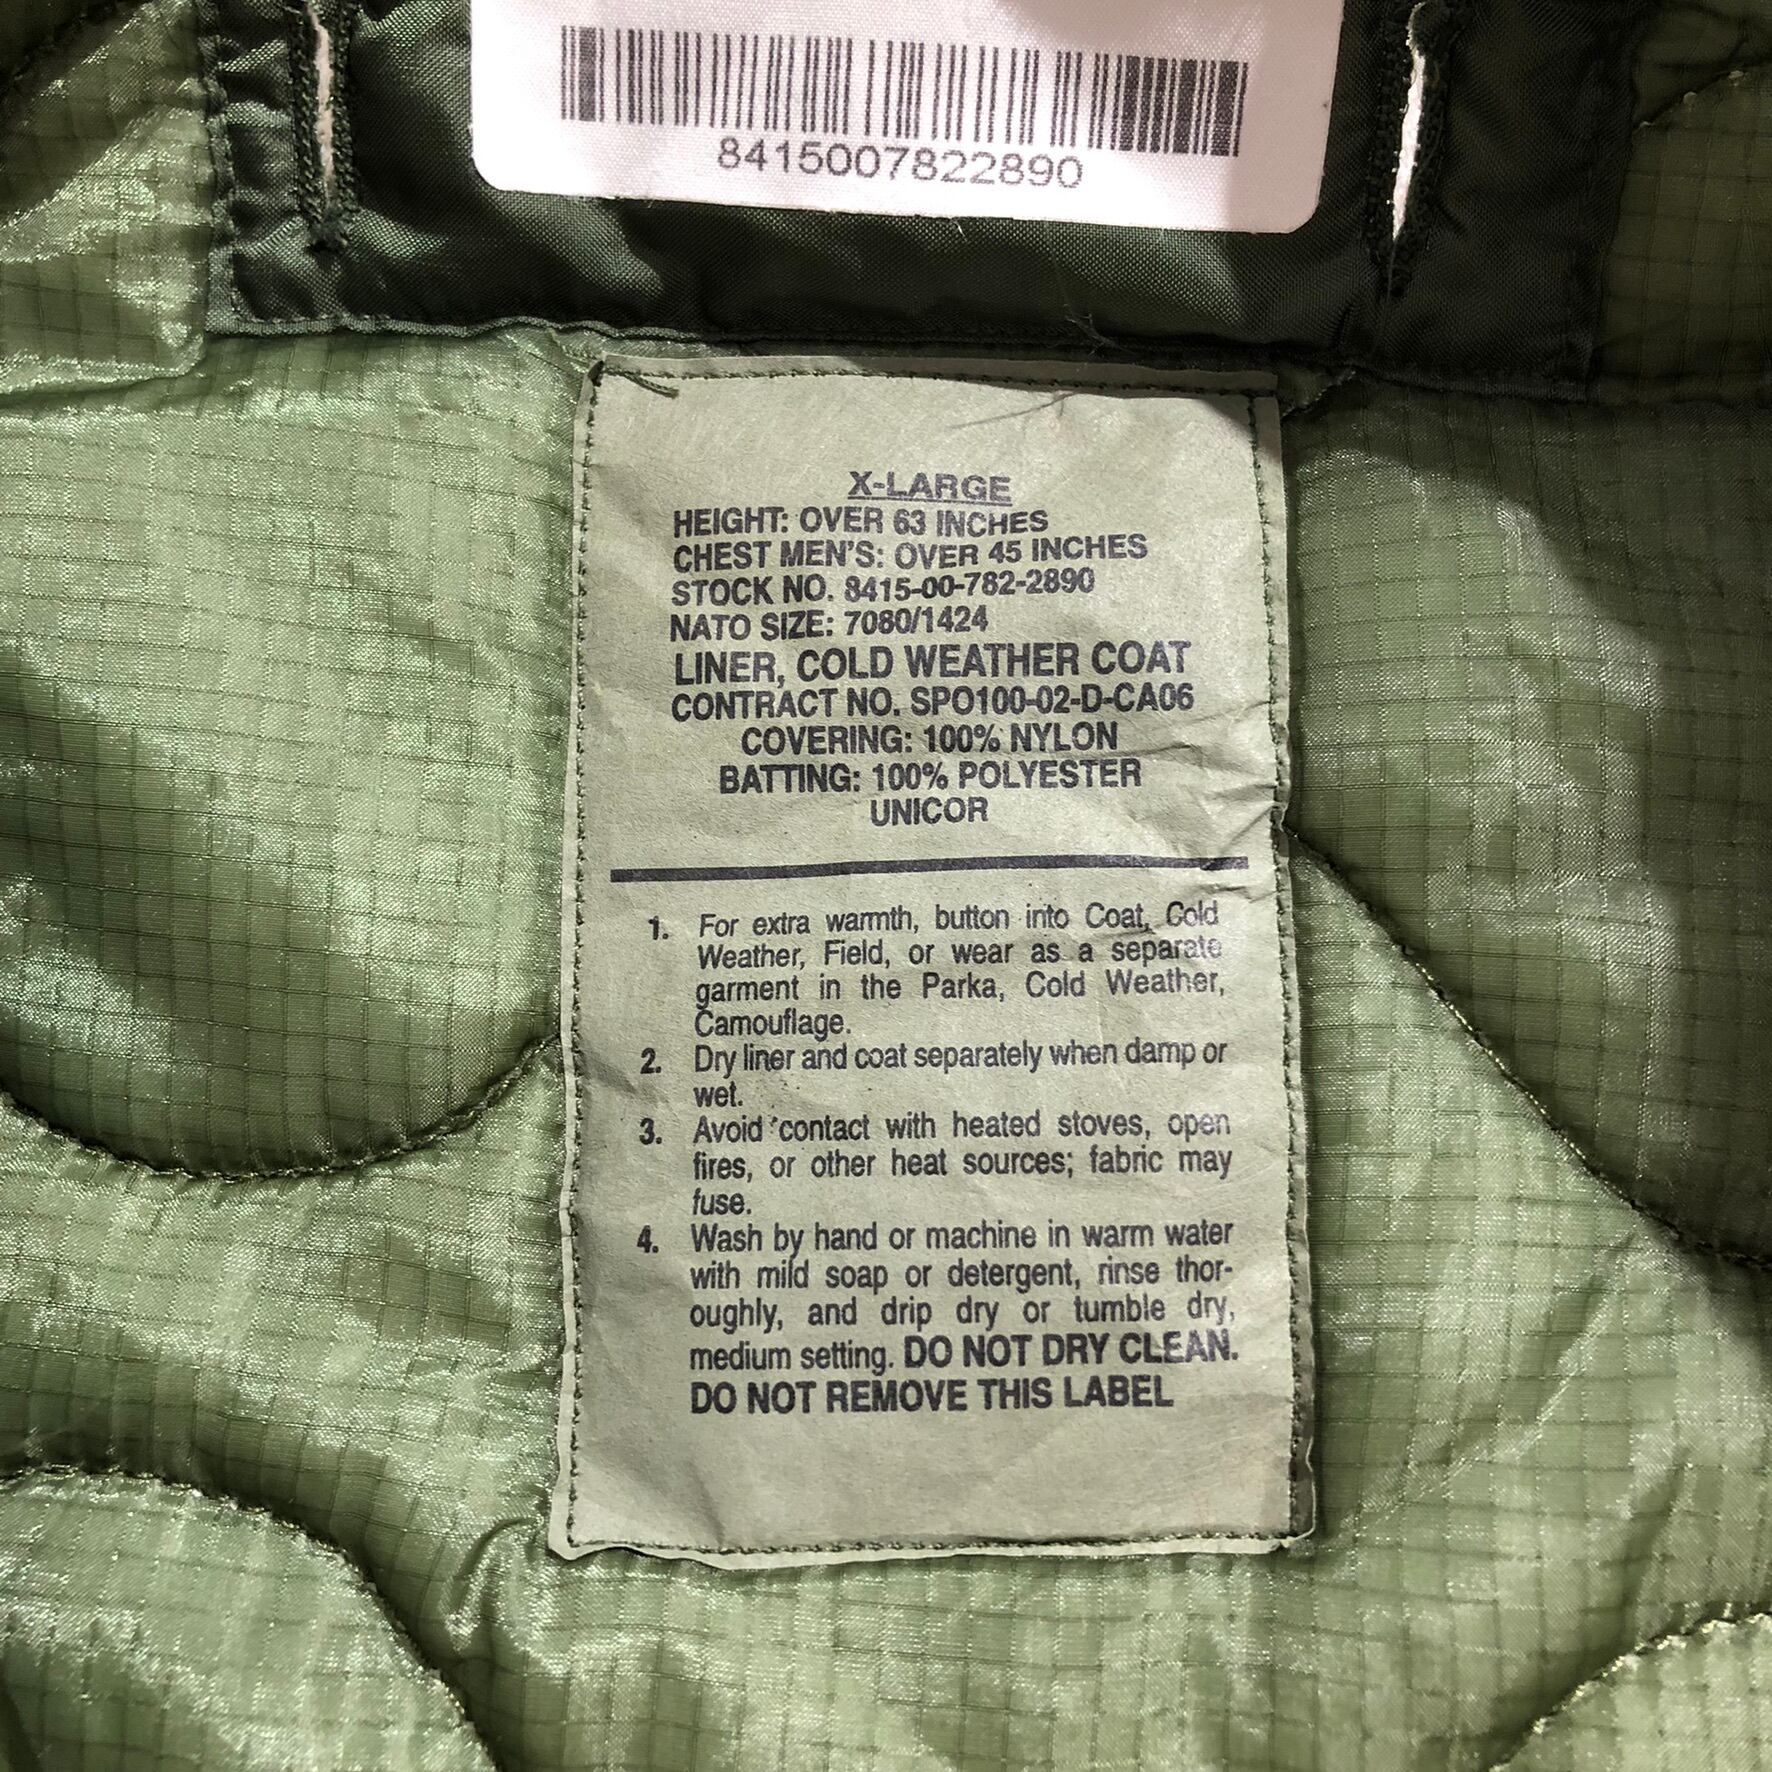 8415007822890
X-LARGE
HEIGHT: OVER 63 INCHES
CHEST MEN'S: OVER 45 INCHES
STOCK NO. 8415-00-782-2890
NATO SIZE: 7080/1424
LINER, COLD WEATHER COAT
CONTRACT NO. SPO100-02-D-CA06
COVERING: 100% NYLON
BATTING: 100% POLYESTER
UNICOR
1. For extra warmth, button into Coat, Cold
Weather, Field, or wear as a separate
garment in the Parka, Cold Weather,
Camouflage.
2. Dry liner and coat separately when damp or
wet.
3. Avoid contact with heated stoves, open
fires, or other heat sources; fabric may
fuse.
4. Wash by hand or machine in warm water
with mild soap or detergent, rinse thor-
oughly, and drip dry or tumble dry,
medium setting. DO NOT DRY CLEAN.
DO NOT REMOVE THIS LABEL